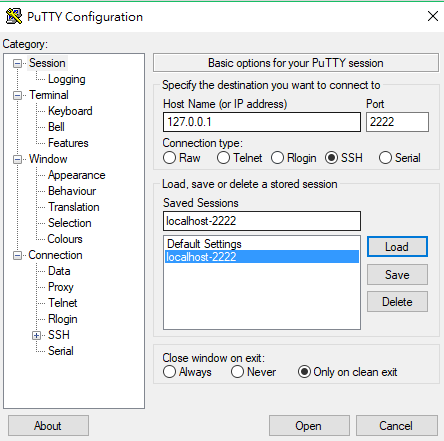 PuTTY Configuration
Category:
Session
Logging
Terminal
Keyboard
Bell
Features
Window
Appearance
Behaviour
Translation
Selection
Colours
Connection
Data
Proxy
Telnet
Rlogin
SSH
Serial
Basic options for your PuTTY session
Specify the destination you want to connect to
Host Name (or IP address) Port
127.0.0.1 2222
Connection type:
Raw Telnet Rlogin SSH Serial
Load, save or delete a stored session
Saved Sessions
localhost-2222
Default Settings
localhost-2222
Load
Save
Delete
Close window on exit:
Always Never Only on clean exit
About Open Cancel